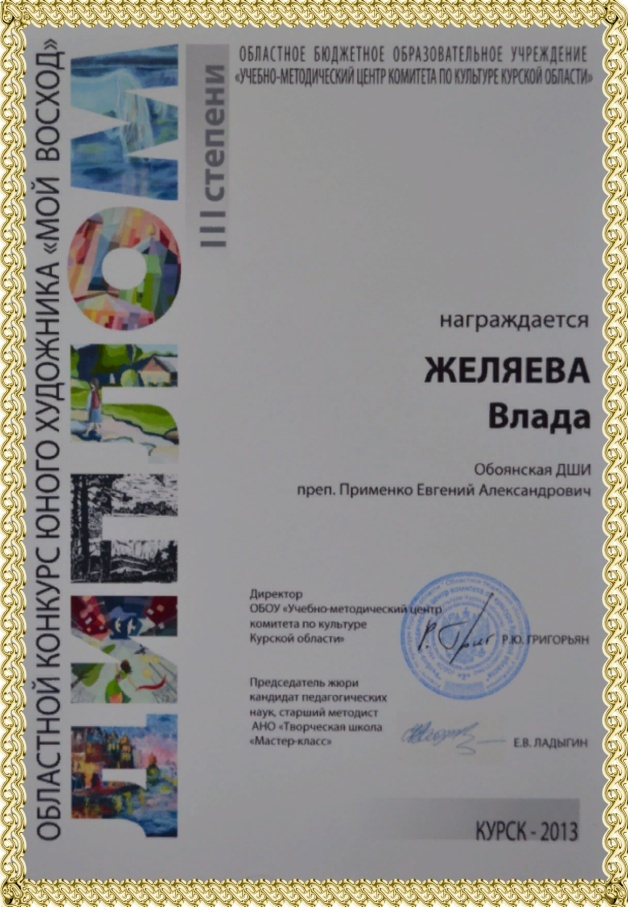 ОБЛАСТНОЕ БЮДЖЕТНОЕ ОБРАЗОВАТЕЛЬНОЕ УЧРЕЖДЕНИЕ
«УЧЕБНО-МЕТОДИЧЕСКИЙ ЦЕНТР КОМИТЕТА ПО КУЛЬТУРЕ КУРСКОЙ ОБЛАСТИ»
ОБЛАСТНОЙ КОНКУРС ЮНОГО ХУДОЖНИКА «МОЙ ВОСХОД»
ДИПЛОМ
III степени
награждается
ЖЕЛЯЕВА
Влада
Обоянская ДШИ
преп. Применко Евгений Александрович
Директор
ОБОУ «Учебно-методический центр
комитета по культуре
Курской области»
Р.Ю. ГРИГОРЬЯН
Председатель жюри
кандидат педагогических
наук, старший методист
АНО «Творческая школа
«Мастер-класс»
Е.В. ЛАДЫГИН
КУРСК - 2013